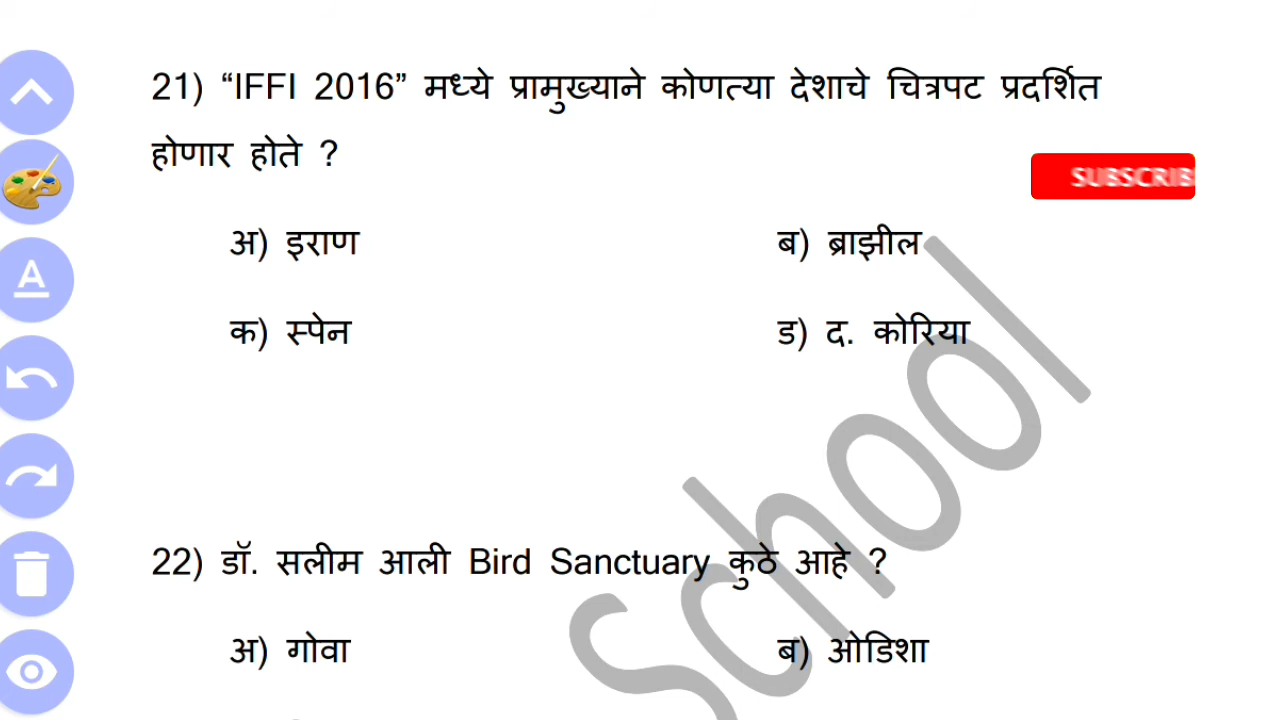 21) “IFFI 2016” मध्ये प्रामुख्याने कोणत्या देशाचे चित्रपट प्रदर्शित
होणार होते ?
SUBSCRIB
अ) इराण ब) ब्राझील
क) स्पेन ड) द. कोरिया
22) डॉ. सलीम आली Bird Sanctuary कुठे आहे ?
अ) गोवा ब) ओडिशा
School
A